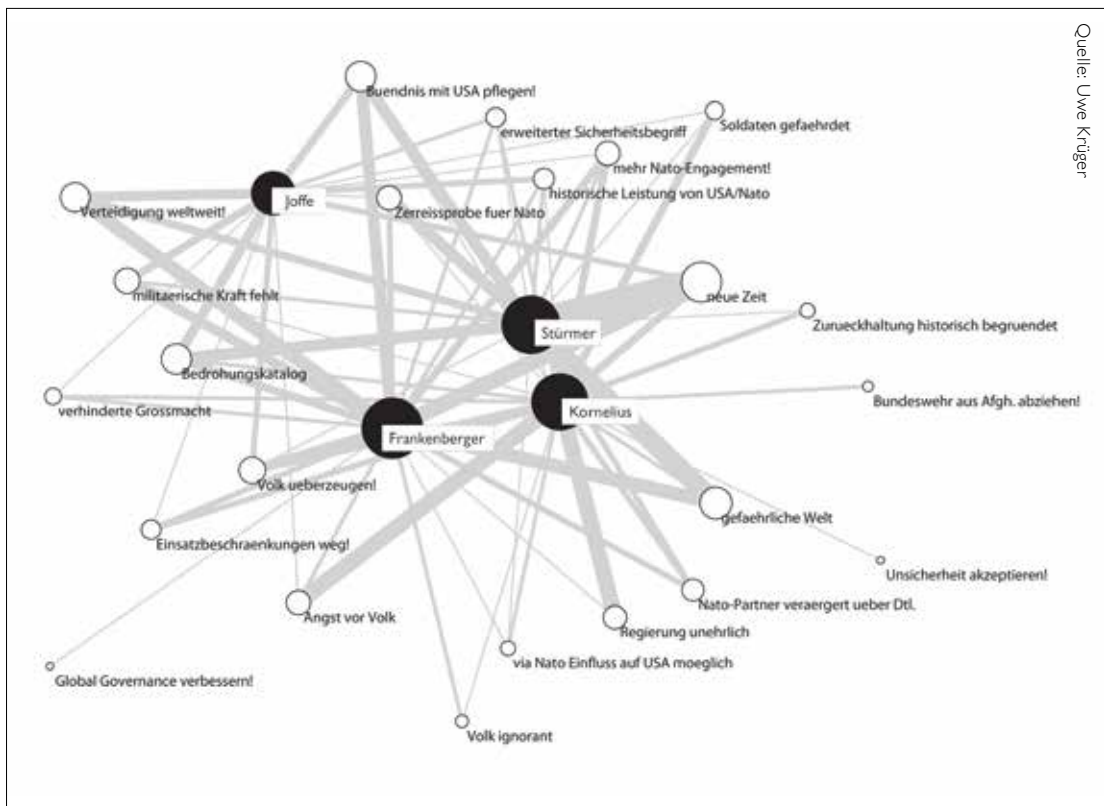 Quelle: Uwe Krüger
Buendnis mit USA pflegen!
erweiterter Sicherheitsbegriff
Soldaten gefaehrdet
mehr Nato-Engagement!
historische Leistung von USA/Nato
Joffe
Verteidigung weltweit!
Zerreissprobe fuer Nato
militaerische Kraft fehlt
neue Zeit
Stürmer
Zurueckhaltung historisch begruendet
Bedrohungskatalog
verhinderte Grossmacht
Bundeswehr aus Afgh. abziehen!
Kornelius
Frankenberger
Volk ueberzeugen!
gefaehrliche Welt
Einsatzbeschraenkungen weg!
Unsicherheit akzeptieren!
Nato-Partner veraergert ueber Dtl.
Angst vor Volk
Regierung unehrlich
via Nato Einfluss auf USA moeglich
Global Governance verbessern!
Volk ignorant